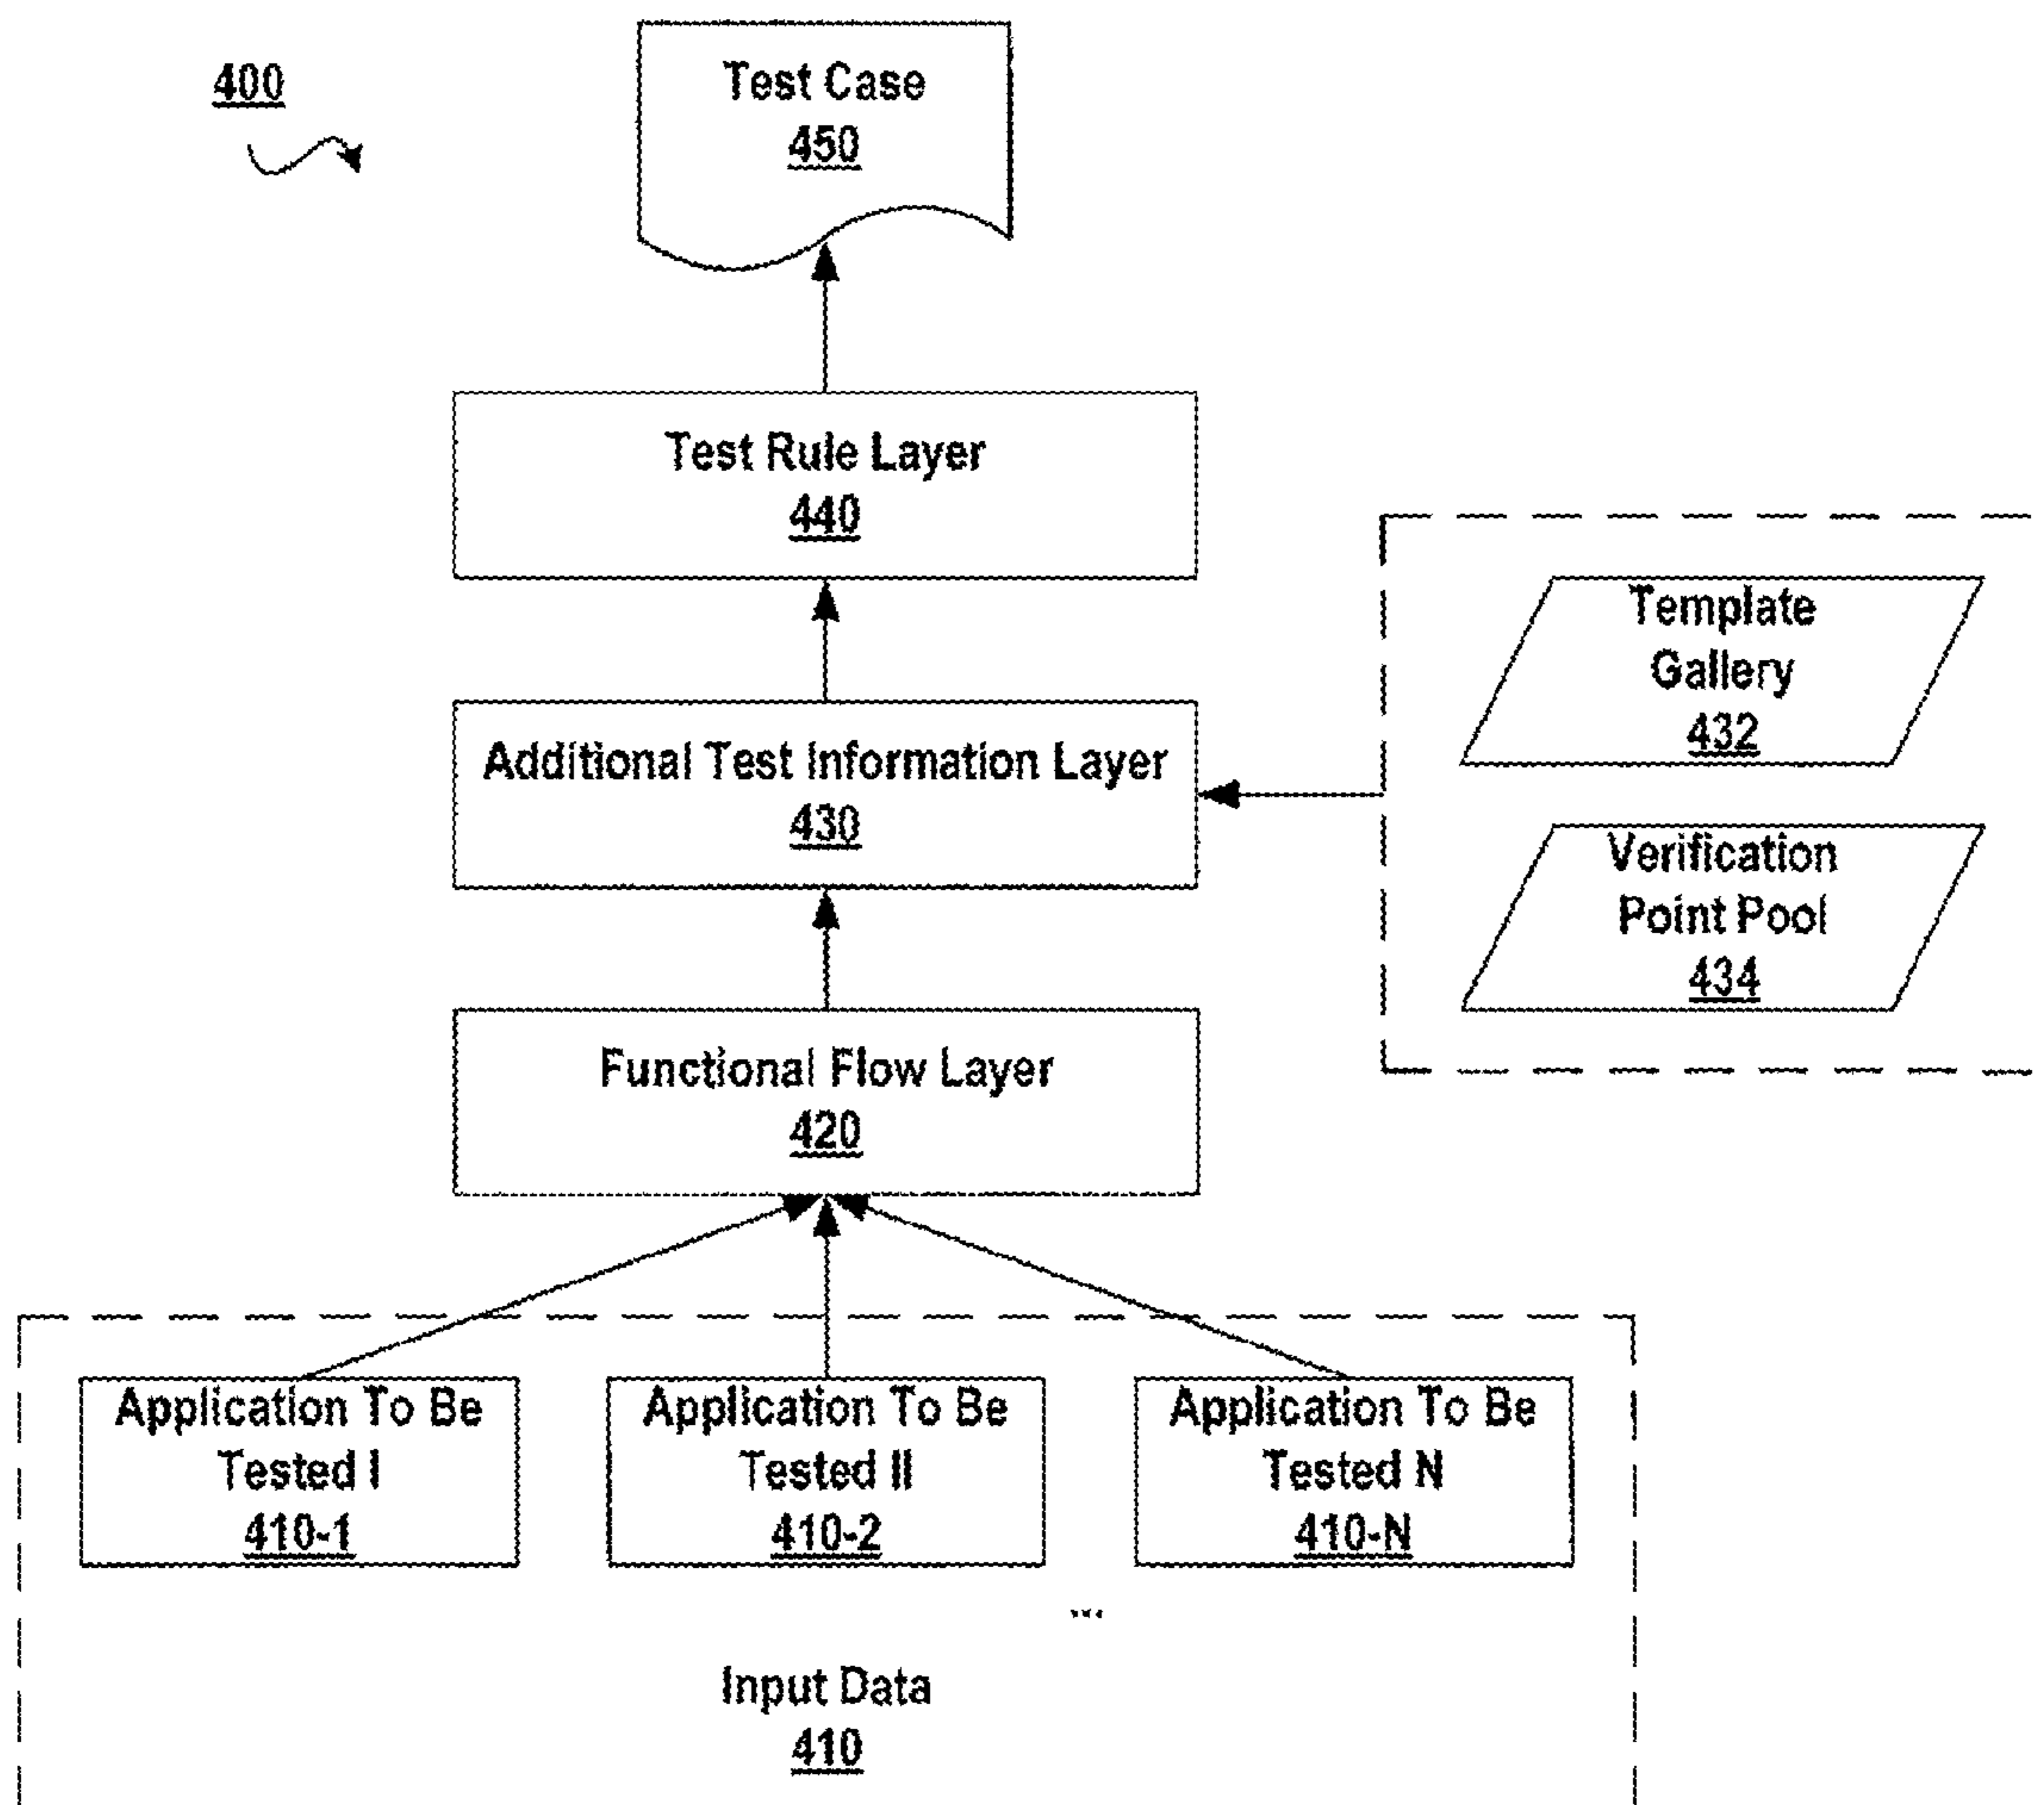 400
Test Case
450
Test Rule Layer
440
Template
Gallery
432
Additional Test Information Layer
430
Verification
Point Pool
434
Functional Flow Layer
420
Application To Be
Tested I
410-1
Application To Be
Tested II
410-2
Application To Be
Tested N
410-N
...
Input Data
410